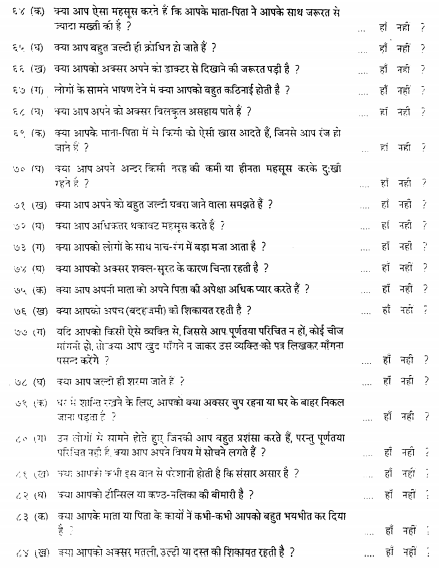 ६४ (क) क्या आप ऐसा महसूस करते हैं कि आपके माता-पिता ने आपके साथ जरूरत से
ज्यादा सख्ती की है ? .... हाँ नहीं ?
६५ (घ) क्या आप बहुत जल्दी ही क्रोधित हो जाते हैं ? .... हाँ नहीं ?
६६ (ख) क्या आपको अक्सर अपने को डाक्टर से दिखाने की जरूरत पड़ी है ? .... हाँ नहीं ?
६७ (ग) लोगों के सामने भाषण देने में क्या आपको बहुत कठिनाई होती है ? .... हाँ नहीं ?
६८ (घ) क्या आप अपने को अक्सर बिलकुल असहाय पाते हैं ? .... हाँ नहीं ?
६९ (क) क्या आपके माता-पिता में से किसी को ऐसी खास आदतें हैं, जिनसे आप रंज हो
जाते हैं ? .... हाँ नहीं ?
७० (घ) क्या आप अपने अन्दर किसी तरह की कमी या हीनता महसूस करके दुःखी
रहते हैं ? .... हाँ नहीं ?
७१ (ख) क्या आप अपने को बहुत जल्दी घबरा जाने वाला समझते हैं ? .... हाँ नहीं ?
७२ (घ) क्या आप अधिकतर थकावट महसूस करते हैं ? .... हाँ नहीं ?
७३ (ग) क्या आपको लोगों के साथ नाच-रंग में बड़ा मजा आता है ? .... हाँ नहीं ?
७४ (घ) क्या आपको अक्सर शक्ल-सूरत के कारण चिन्ता रहती है ? .... हाँ नहीं ?
७५ (क) क्या आप अपनी माता को अपने पिता की अपेक्षा अधिक प्यार करते हैं ? .... हाँ नहीं ?
७६ (ख) क्या आपको अपच (बदहजमी) की शिकायत रहती है ? .... हाँ नहीं ?
७७ (ग) यदि आपको किसी ऐसे व्यक्ति से, जिससे आप पूर्णतया परिचित न हों, कोई चीज
माँगनी हो, तो क्या आप खुद माँगने न जाकर उस व्यक्ति को पत्र लिखकर माँगना
पसन्द करेंगे ? .... हाँ नहीं ?
७८ (घ) क्या आप जल्दी ही शरमा जाते हैं ? .... हाँ नहीं ?
७९ (क) घर में शान्ति रखने के लिए, आपको क्या अक्सर चुप रहना या घर के बाहर निकल
जाना पड़ता है ? .... हाँ नहीं ?
८० (ग) उन लोगों के सामने होते हुए जिनकी आप बहुत प्रशंसा करते हैं, परन्तु पूर्णतया
परिचित नहीं हैं, क्या आप अपने विषय में सोचने लगते हैं ? .... हाँ नहीं ?
८१ (ख) क्या आपको कभी इस बात से परेशानी होती है कि संसार असार है ? .. हाँ नहीं ?
८२ (घ) क्या आपको टौन्सिल या कण्ठ-नलिका की बीमारी है ? .. हाँ नहीं ?
८३ (क) क्या आपके माता या पिता के कार्यों ने कभी-कभी आपको बहुत भयभीत कर दिया
है ? .. हाँ नहीं ?
८४ (ख) क्या आपको अक्सर मतली, उल्टी या दस्त की शिकायत रहती है ? .... हाँ नहीं ?